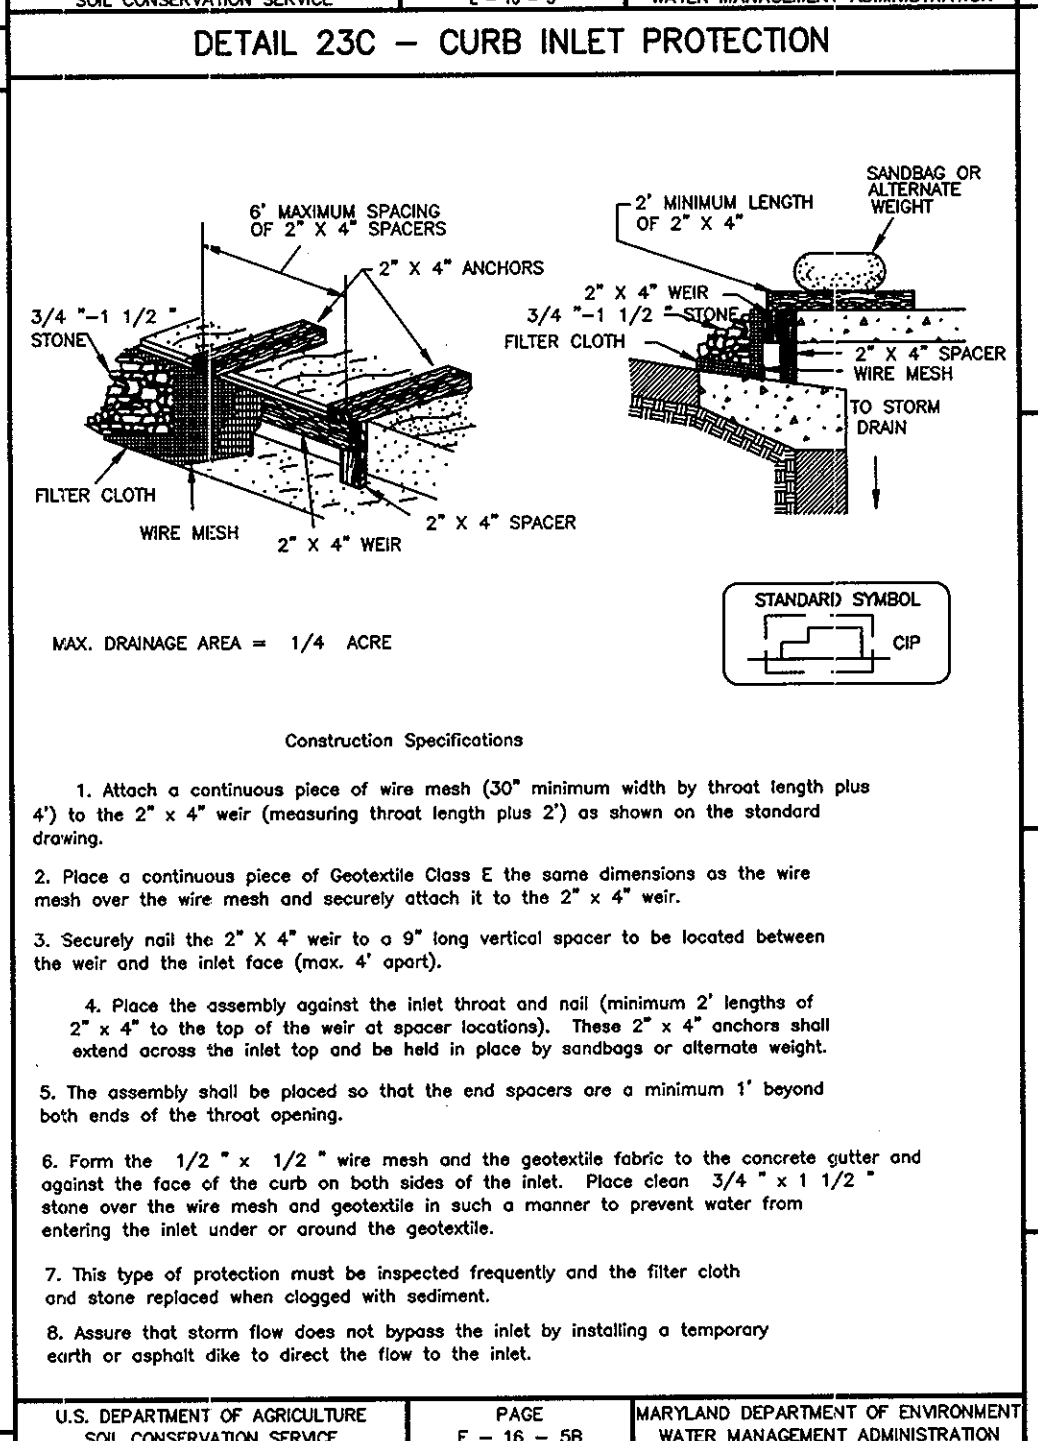 SOIL CONSERVATION SERVICE
WATER MANAGEMENT ADMINISTRATION
DETAIL 23C – CURB INLET PROTECTION
6' MAXIMUM SPACING
OF 2" X 4" SPACERS
2" X 4" ANCHORS
3/4 "-1 1/2 "
STONE
FILTER CLOTH
WIRE MESH
2" X 4" WEIR
2" X 4" SPACER
SANDBAG OR
ALTERNATE
WEIGHT
2' MINIMUM LENGTH
OF 2" X 4"
2" X 4" WEIR
3/4 "-1 1/2 " STONE
FILTER CLOTH
2" X 4" SPACER
WIRE MESH
TO STORM
DRAIN
MAX. DRAINAGE AREA = 1/4 ACRE
STANDARD SYMBOL
CIP
Construction Specifications
1. Attach a continuous piece of wire mesh (30" minimum width by throat length plus
4') to the 2" x 4" weir (measuring throat length plus 2') as shown on the standard
drawing.
2. Place a continuous piece of Geotextile Class E the same dimensions as the wire
mesh over the wire mesh and securely attach it to the 2" x 4" weir.
3. Securely nail the 2" X 4" weir to a 9" long vertical spacer to be located between
the weir and the inlet face (max. 4' apart).
4. Place the assembly against the inlet throat and nail (minimum 2' lengths of
2" x 4" to the top of the weir at spacer locations). These 2" x 4" anchors shall
extend across the inlet top and be held in place by sandbags or alternate weight.
5. The assembly shall be placed so that the end spacers are a minimum 1' beyond
both ends of the throat opening.
6. Form the 1/2 " x 1/2 " wire mesh and the geotextile fabric to the concrete gutter and
against the face of the curb on both sides of the inlet. Place clean 3/4 " x 1 1/2 "
stone over the wire mesh and geotextile in such a manner to prevent water from
entering the inlet under or around the geotextile.
7. This type of protection must be inspected frequently and the filter cloth
and stone replaced when clogged with sediment.
8. Assure that storm flow does not bypass the inlet by installing a temporary
earth or asphalt dike to direct the flow to the inlet.
U.S. DEPARTMENT OF AGRICULTURE
SOIL CONSERVATION SERVICE
PAGE
E – 16 – 5B
MARYLAND DEPARTMENT OF ENVIRONMENT
WATER MANAGEMENT ADMINISTRATION